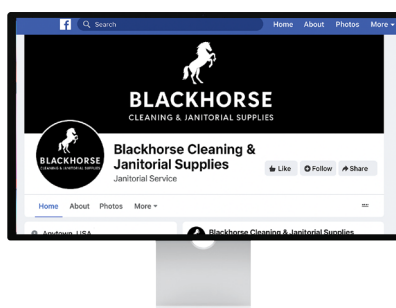 f Search Home About Photos More
BLACKHORSE
CLEANING & JANITORIAL SUPPLIES
BLACKHORSE
CLEANING & JANITORIAL SUPPLIES
Blackhorse Cleaning &
Janitorial Supplies
Janitorial Service
Like Follow Share
Home About Photos More
Anytown, USA
Blackhorse Cleaning & Janitorial Supplies